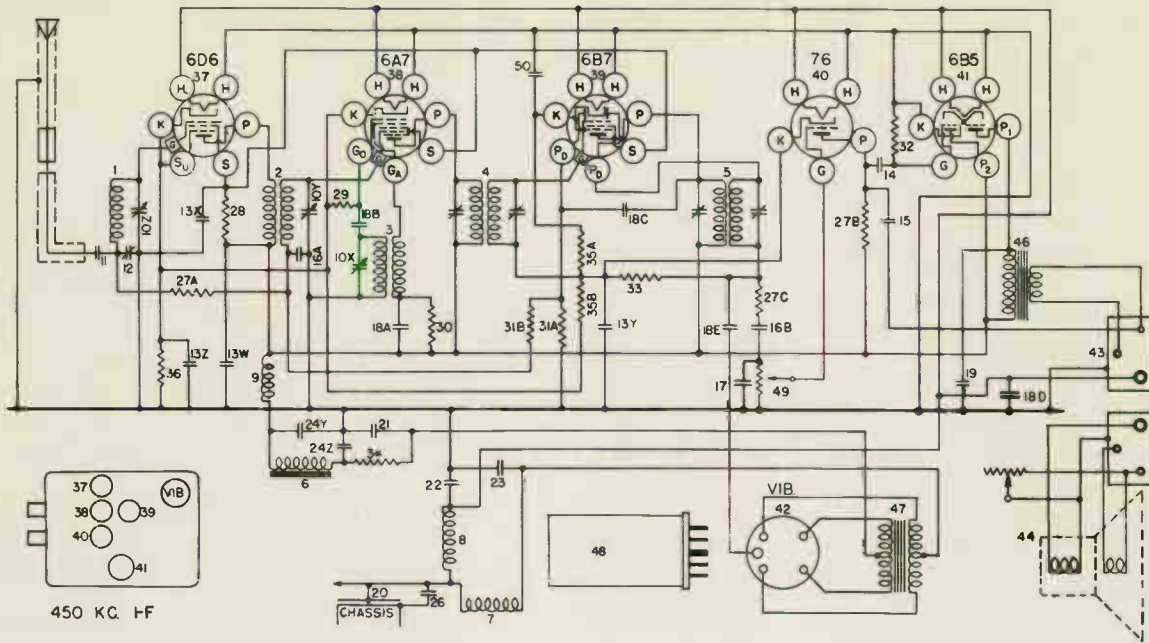 6D6
37
6A7
38
6B7
39
76
40
6B5
41
H H
H H
H H
H H
H H
K P
K P
K
K P
K P1
G
SU S
GO GA S
P
PD PD S
G
G P2
50
32
14
1
10Z
13X
28
2
10Y
29
18B
4
18C
5
27B
15
11
12
27A
16A
10X
3
35A
33
35B
27C
46
18A
30
31B
31A
13Y
18E
16B
36
13Z
13W
9
17
49
19
18D
43
24Y
21
24Z
34
6
22
23
8
20
26
CHASSIS
7
48
VIB.
42
47
44
37
38
39
40
41
VIB
450 KC. I-F